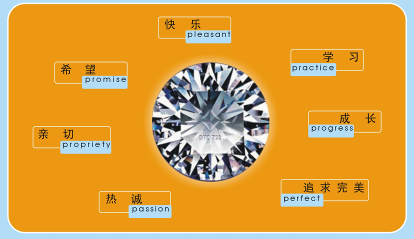 快 乐
pleasant
学 习
practice
希 望
promise
成 长
progress
亲 切
propriety
追 求 完 美
perfect
热 诚
passion